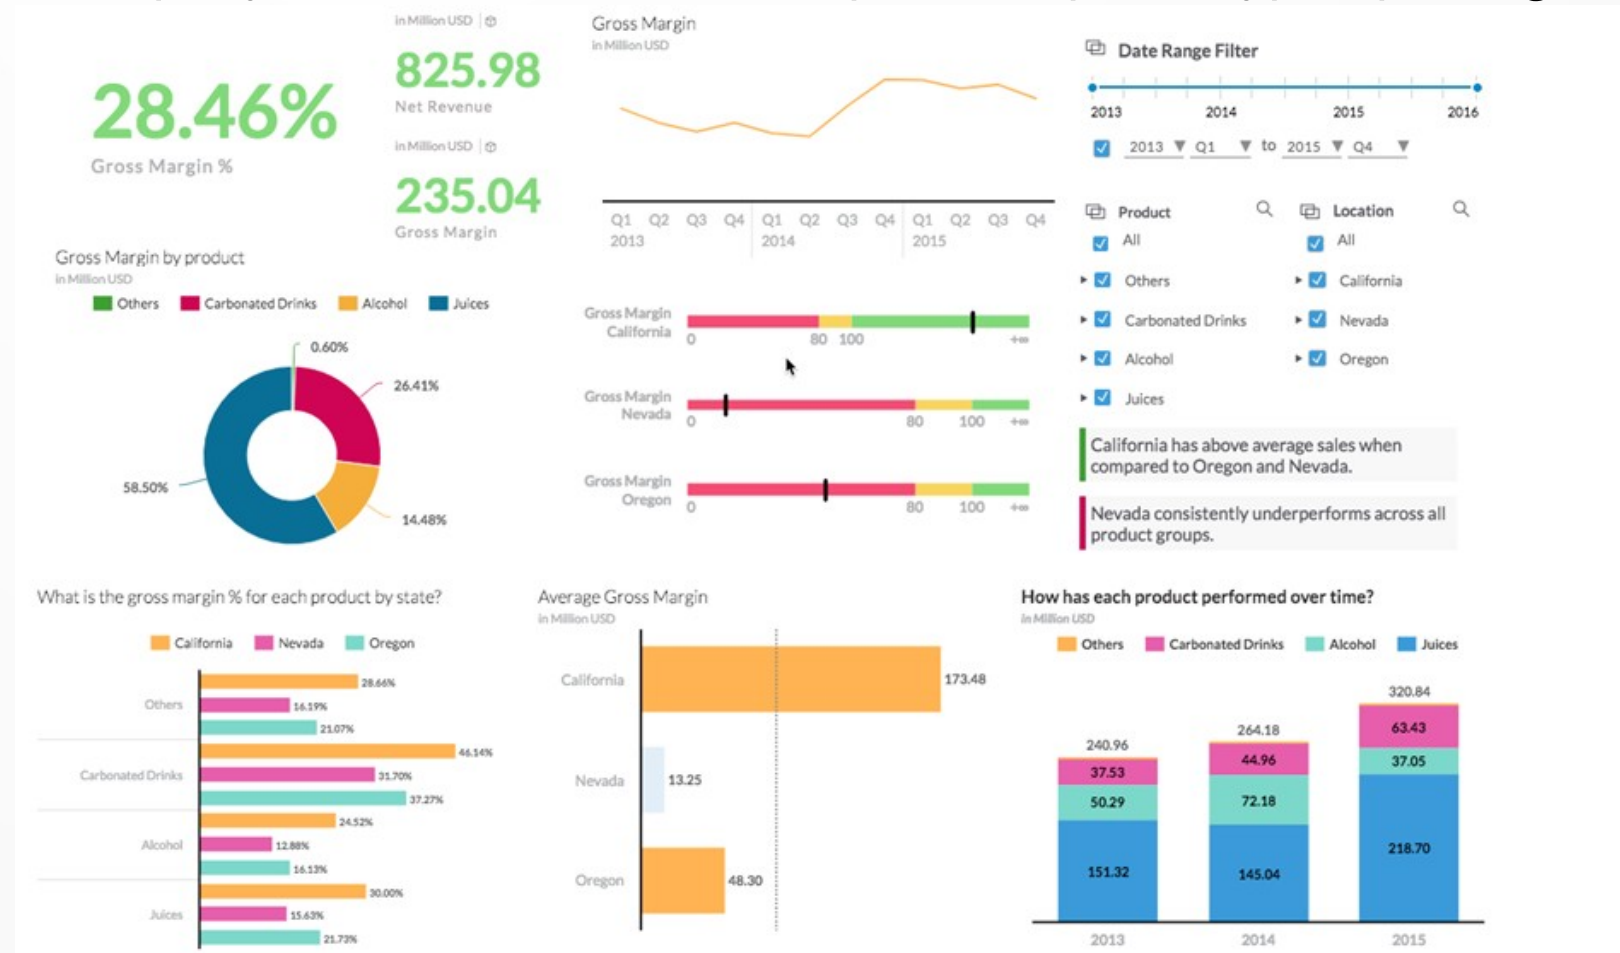 28.46%
Gross Margin %
in Million USD
825.98
Net Revenue
in Million USD
235.04
Gross Margin
Gross Margin
in Million USD
Q1 Q2 Q3 Q4 Q1 Q2 Q3 Q4 Q1 Q2 Q3 Q4
2013 2014 2015
Date Range Filter
2013 2014 2015 2016
2013 Q1 to 2015 Q4
Product
All
Others
Carbonated Drinks
Alcohol
Juices
Location
All
California
Nevada
Oregon
Gross Margin by product
in Million USD
Others Carbonated Drinks Alcohol Juices
0.60%
26.41%
58.50%
14.48%
Gross Margin
California
0 80 100 +∞
Gross Margin
Nevada
0 80 100 +∞
Gross Margin
Oregon
0 80 100 +∞
California has above average sales when
compared to Oregon and Nevada.
Nevada consistently underperforms across all
product groups.
What is the gross margin % for each product by state?
California Nevada Oregon
Others
28.66%
16.19%
21.07%
Carbonated Drinks
46.14%
31.70%
37.27%
Alcohol
24.52%
12.88%
16.13%
Juices
30.00%
15.63%
21.73%
Average Gross Margin
in Million USD
California 173.48
Nevada 13.25
Oregon 48.30
How has each product performed over time?
in Million USD
Others Carbonated Drinks Alcohol Juices
240.96
37.53
50.29
151.32
264.18
44.96
72.18
145.04
320.84
63.43
37.05
218.70
2013 2014 2015